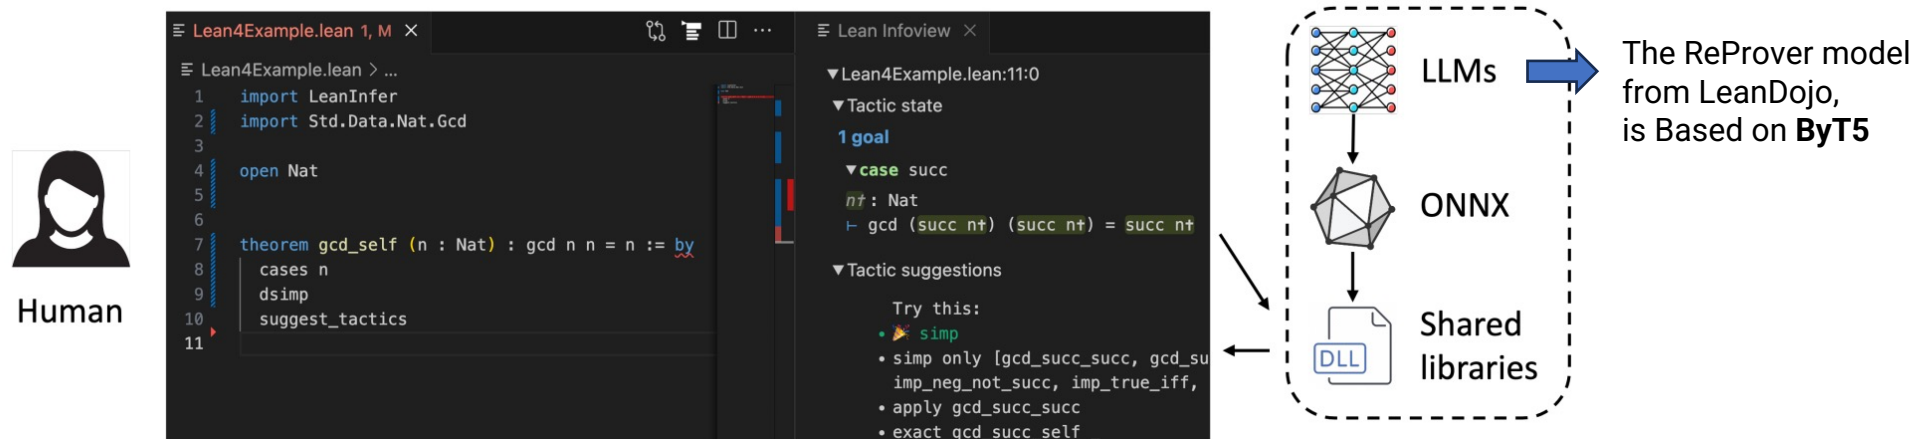 Human
Lean4Example.lean 1, M
Lean4Example.lean > ...
1 import LeanInfer
2 import Std.Data.Nat.Gcd
3
4 open Nat
5
6
7 theorem gcd_self (n : Nat) : gcd n n = n := by
8 cases n
9 dsimp
10 suggest_tactics
11
Lean Infoview
▼Lean4Example.lean:11:0
▼Tactic state
1 goal
▼case succ
n† : Nat
⊢ gcd (succ n†) (succ n†) = succ n†
▼Tactic suggestions
Try this:
• 🎉 simp
• simp only [gcd_succ_succ, gcd_su
imp_neg_not_succ, imp_true_iff,
• apply gcd_succ_succ
• exact gcd_succ_self
LLMs
ONNX
DLL
Shared
libraries
The ReProver model
from LeanDojo,
is Based on ByT5